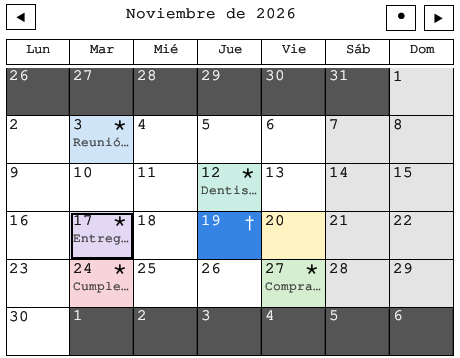 Noviembre de 2026
Lun Mar Mié Jue Vie Sáb Dom
26 27 28 29 30 31 1
2 3 * 4 5 6 7 8
Reunió…
9 10 11 12 * 13 14 15
Dentis…
16 17 * 18 19 † 20 21 22
Entreg…
23 24 * 25 26 27 * 28 29
Cumple… Compra…
30 1 2 3 4 5 6